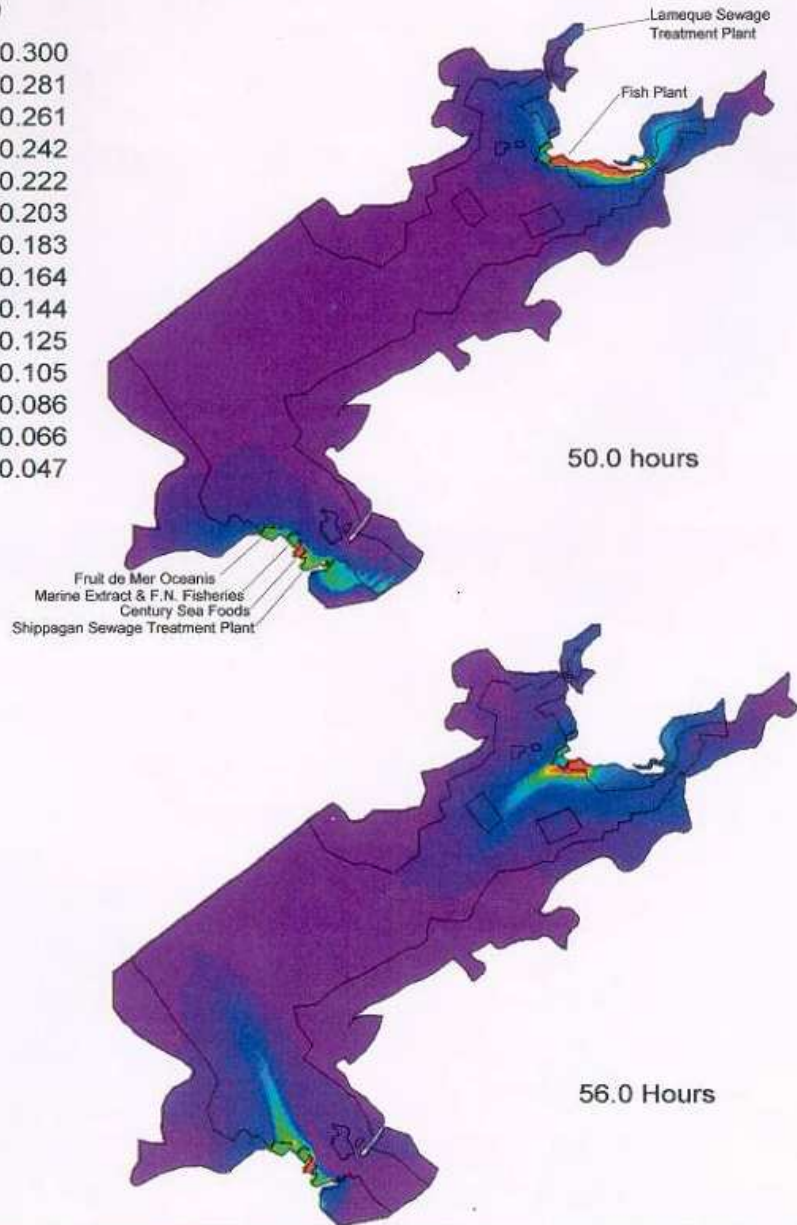 0.300
0.281
0.261
0.242
0.222
0.203
0.183
0.164
0.144
0.125
0.105
0.086
0.066
0.047
Lameque Sewage
Treatment Plant
Fish Plant
50.0 hours
Fruit de Mer Oceanis
Marine Extract & F.N. Fisheries
Century Sea Foods
Shippagan Sewage Treatment Plant
56.0 Hours